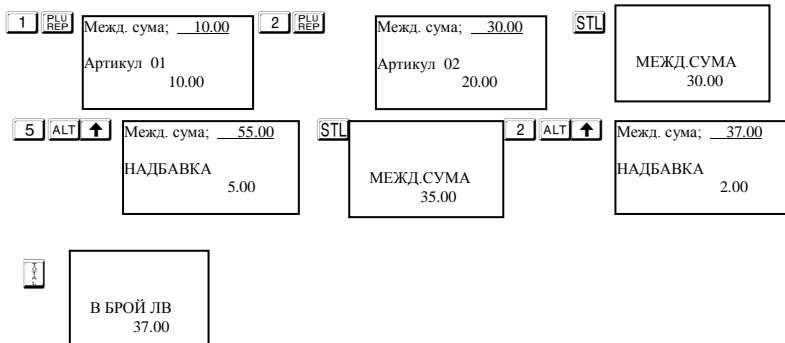 1 PLU REP
Межд. сума; 10.00
Артикул 01
10.00
2 PLU REP
Межд. сума; 30.00
Артикул 02
20.00
STL
МЕЖД.СУМА
30.00
5 ALT ↑
Межд. сума; 55.00
НАДБАВКА
5.00
STL
МЕЖД.СУМА
35.00
2 ALT ↑
Межд. сума; 37.00
НАДБАВКА
2.00
TOTAL
В БРОЙ ЛВ
37.00